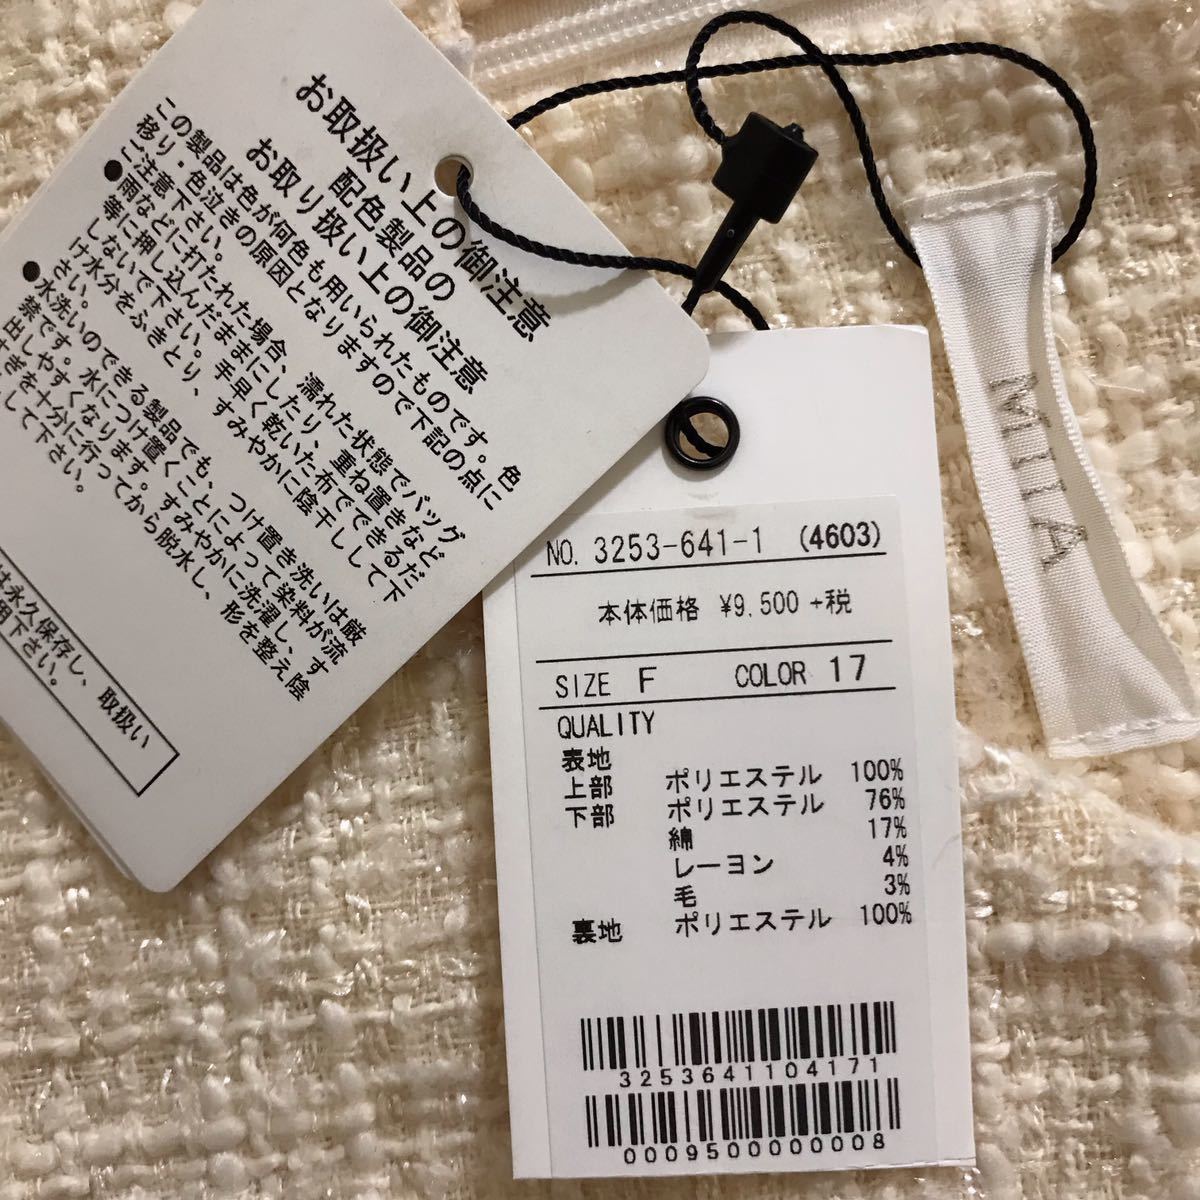 お取扱い上の御注意
配色製品の
お取り扱い上の御注意
この製品は色が何色も用いられたものです。色
移り・色泣きの原因となりますので下記の点に
ご注意下さい。
●雨などに打たれた場合、濡れた状態でバッグ
等に押し込んだままにしたり、重ね置きなど
しないで下さい。手早く乾いた布でできるだ
け水分をふきとり、すみやかに陰干しして下
さい。
●水洗いのできる製品でも、つけ置き洗いは厳
禁です。水につけ置くことによって染料が流
出しやすくなります。すみやかに洗濯し、す
すぎを十分に行ってから脱水し、形を整え陰
して下さい。
は永久保存し、取扱い
用下さい。
MIIA
NO. 3253-641-1 (4603)
本体価格 ¥9,500 +税
SIZE F COLOR 17
QUALITY
表地
上部 ポリエステル 100%
下部 ポリエステル 76%
綿 17%
レーヨン 4%
毛 3%
裏地 ポリエステル 100%
3253641104171
0009500000008